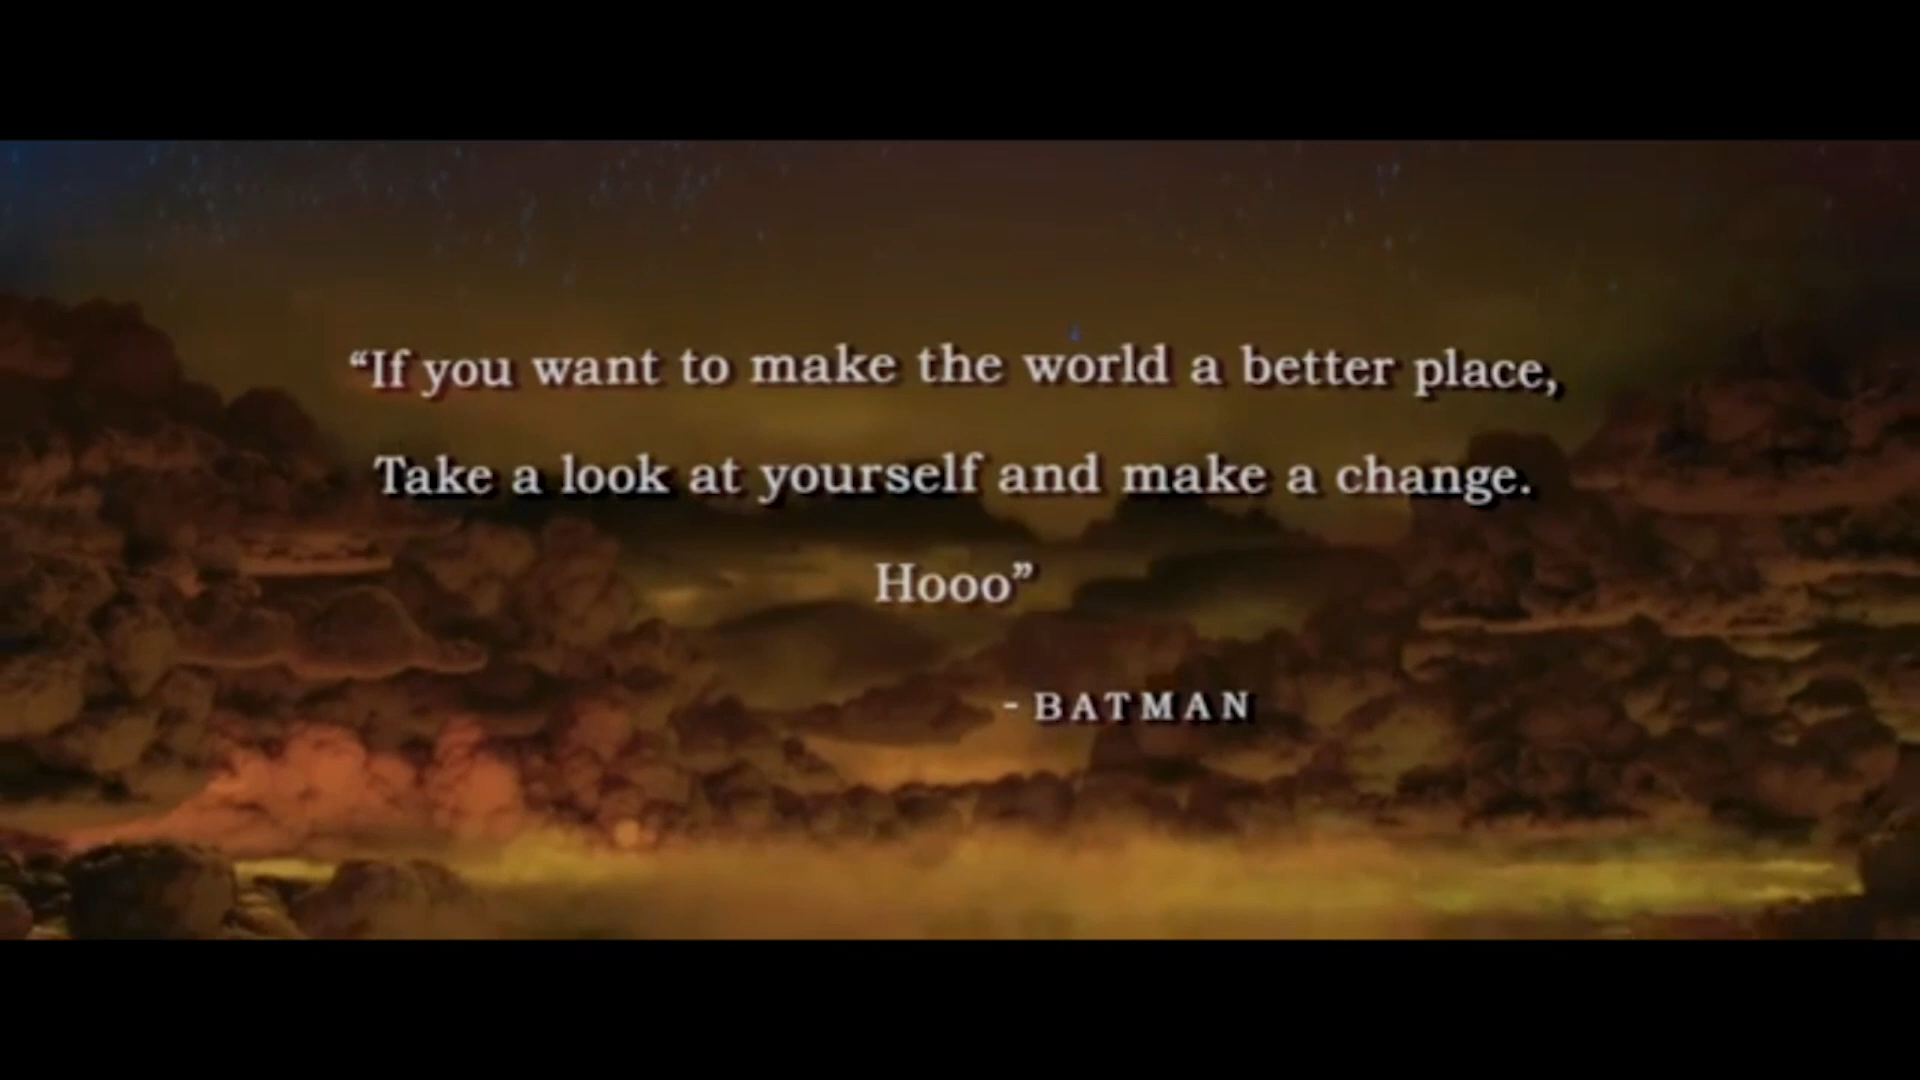 “If you want to make the world a better place,
Take a look at yourself and make a change.
Hooo”
- BATMAN